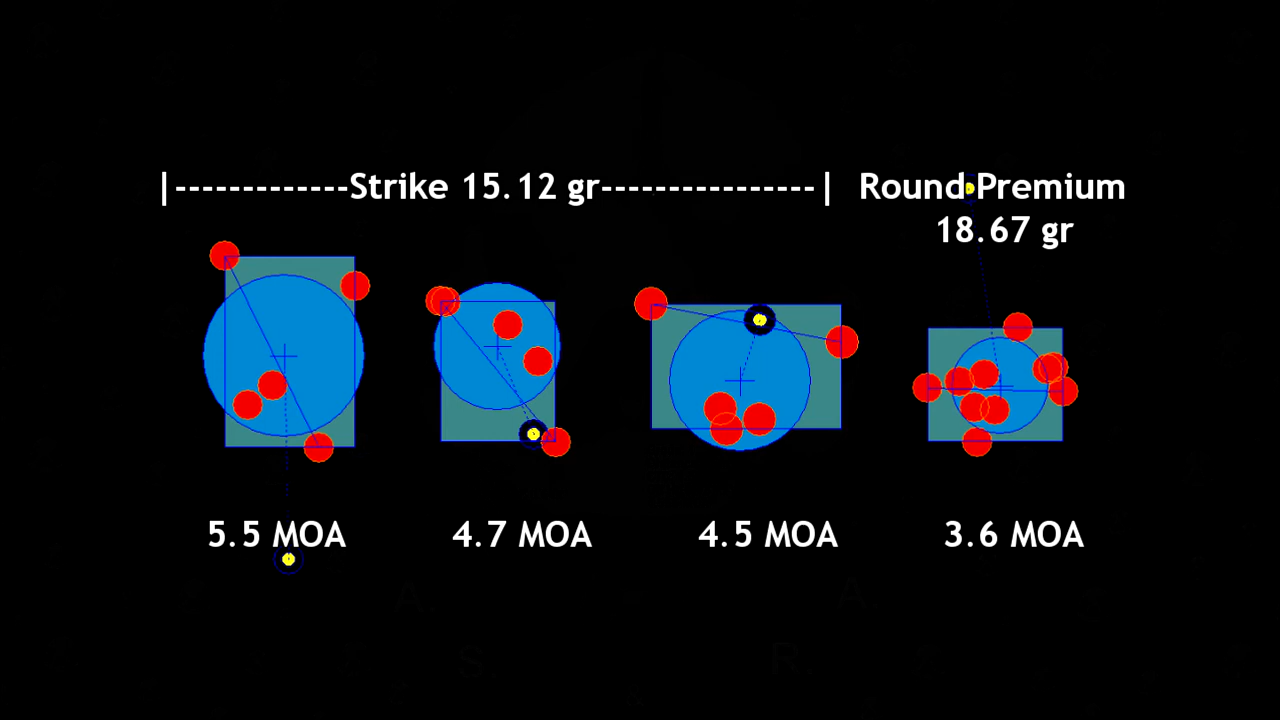 |-------------Strike 15.12 gr----------------| Round Premium
18.67 gr
5.5 MOA 4.7 MOA 4.5 MOA 3.6 MOA